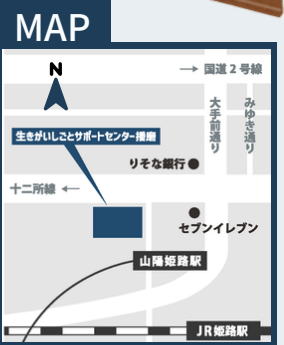 MAP
N
→ 国道2号線
大手前通り
みゆき通り
生きがいしごとサポートセンター播磨
りそな銀行
十二所線 ←
セブンイレブン
山陽姫路駅
JR姫路駅